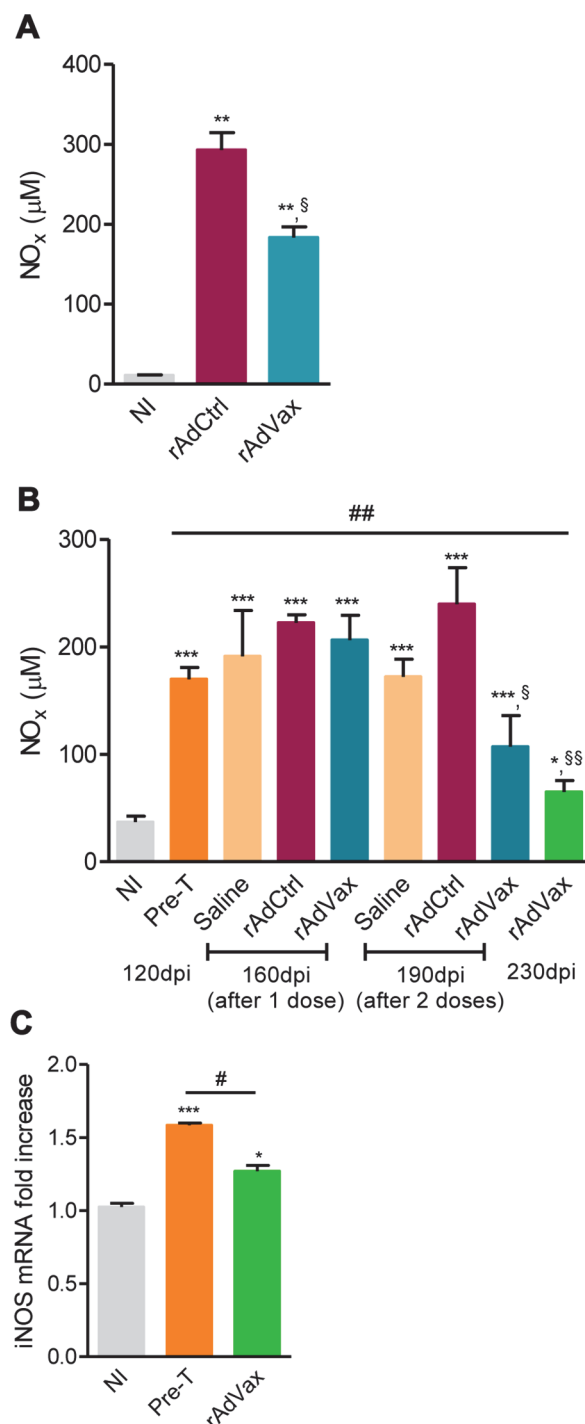 A
400
300
200
100
0
NOx (µM)
**
**,§
NI
rAdCtrl
rAdVax
B
##
300
200
100
0
NOx (µM)
***
***
***
***
***
***
***,§
*,§§
NI
Pre-T
Saline
rAdCtrl
rAdVax
Saline
rAdCtrl
rAdVax
rAdVax
120dpi
160dpi
(after 1 dose)
190dpi
(after 2 doses)
230dpi
C
2.0
1.5
1.0
0.5
0.0
iNOS mRNA fold increase
#
***
*
NI
Pre-T
rAdVax